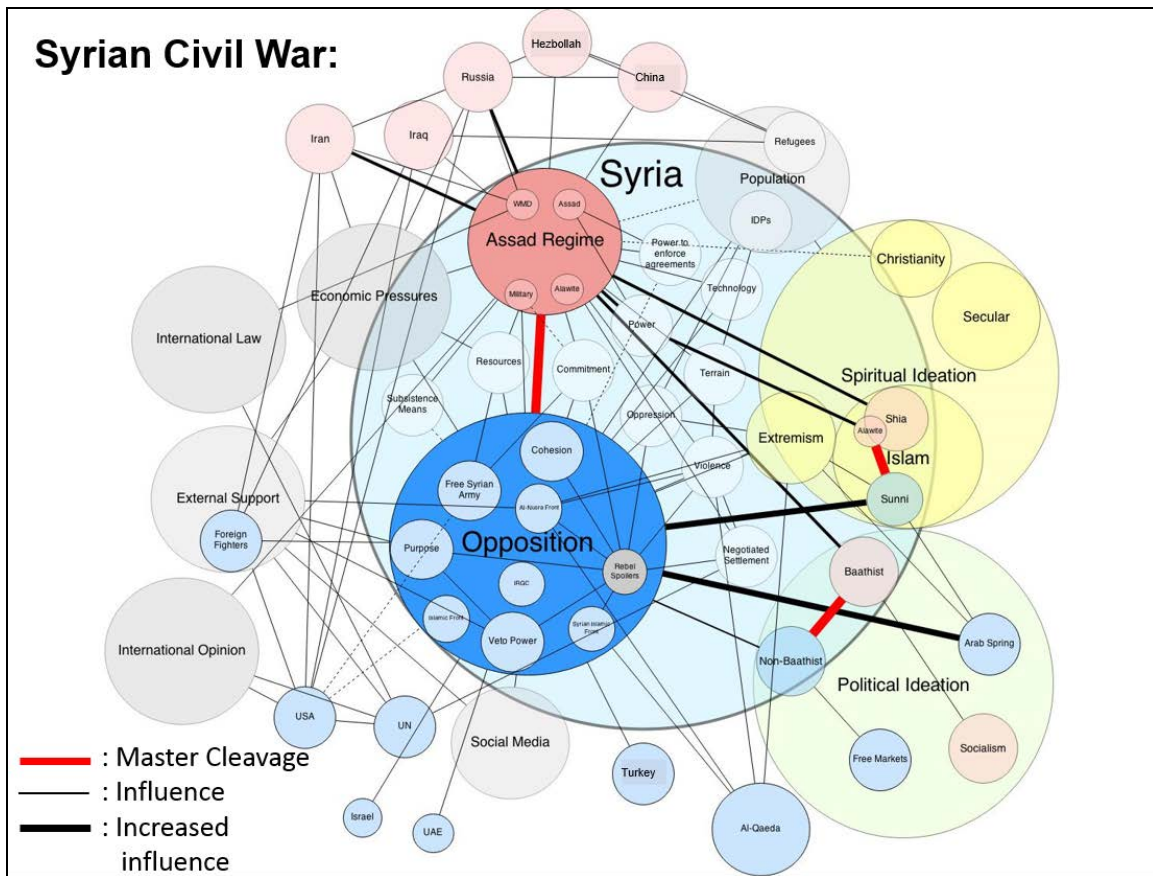 Syrian Civil War:
Hezbollah
Russia
China
Iran
Iraq
Refugees
Syria
Population
WMD
Assad
IDPs
Assad Regime
Power to
enforce
agreements
Christianity
Military
Alawite
Technology
Economic Pressures
International Law
Secular
Power
Resources
Commitment
Terrain
Spiritual Ideation
Subsistence
Means
Oppression
Shia
Alawite
Extremism
Islam
Cohesion
Violence
Free Syrian
Army
External Support
Al-Nusra Front
Sunni
Foreign
Fighters
Purpose
Opposition
Negotiated
Settlement
Rebel
Spoilers
Baathist
IRGC
Islamic Front
Syrian Islamic
Front
Veto Power
Arab Spring
International Opinion
Non-Baathist
Political Ideation
USA
UN
Social Media
Turkey
Free Markets
Socialism
Israel
UAE
Al-Qaeda
: Master Cleavage
: Influence
: Increased
influence